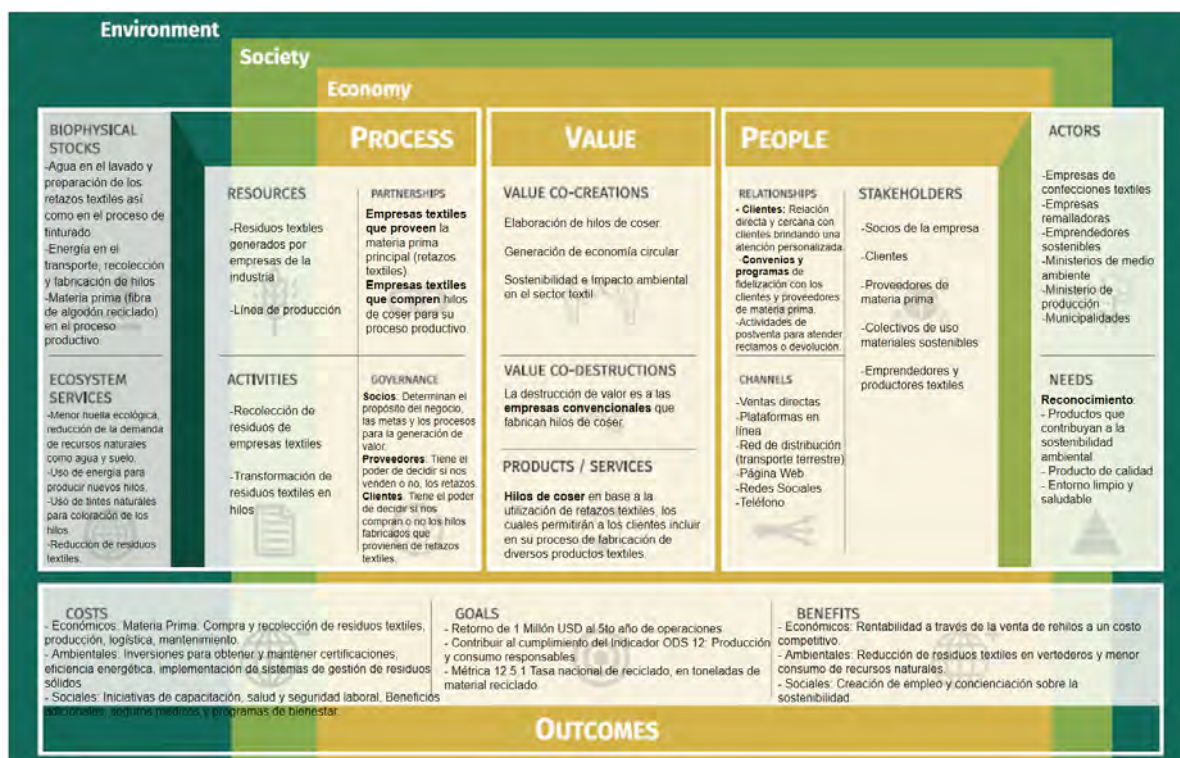 Environment
Society
Economy
BIOPHYSICAL
STOCKS
-Agua en el lavado y
preparación de los
retazos textiles así
como en el proceso de
tinturado
-Energía en el
transporte, recolección
y fabricación de hilos
-Materia prima (fibra
de algodón reciclado)
en el proceso
productivo.
ECOSYSTEM
SERVICES
-Menor huella ecológica,
reducción de la demanda
de recursos naturales
como agua y suelo.
-Uso de energía para
producir nuevos hilos.
-Uso de tintes naturales
para coloración de los
hilos.
-Reducción de residuos
textiles.
PROCESS
RESOURCES
-Residuos textiles
generados por
empresas de la
industria
-Línea de producción
PARTNERSHIPS
Empresas textiles
que proveen la
materia prima
principal (retazos
textiles)
Empresas textiles
que compren hilos
de coser para su
proceso productivo.
ACTIVITIES
-Recolección de
residuos de
empresas textiles
-Transformación de
residuos textiles en
hilos
GOVERNANCE
Socios: Determinan el
propósito del negocio,
las metas y los procesos
para la generación de
valor.
Proveedores: Tiene el
poder de decidir si nos
venden o no, los retazos.
Clientes: Tiene el poder
de decidir si nos
compran o no los hilos
fabricados que
provienen de retazos
textiles.
VALUE
VALUE CO-CREATIONS
Elaboración de hilos de coser.
Generación de economía circular
Sostenibilidad e Impacto ambiental
en el sector textil
VALUE CO-DESTRUCTIONS
La destrucción de valor es a las
empresas convencionales que
fabrican hilos de coser.
PRODUCTS / SERVICES
Hilos de coser en base a la
utilización de retazos textiles, los
cuales permitirán a los clientes incluir
en su proceso de fabricación de
diversos productos textiles.
PEOPLE
RELATIONSHIPS
- Clientes: Relación
directa y cercana con
clientes brindando una
atención personalizada.
-Convenios y
programas de
fidelización con los
clientes y proveedores
de materia prima.
-Actividades de
postventa para atender
reclamos o devolución.
CHANNELS
- Ventas directas
- Plataformas en
línea
- Red de distribución
(transporte terrestre)
- Página Web
- Redes Sociales
- Teléfono
STAKEHOLDERS
-Socios de la empresa
-Clientes
-Proveedores de
materia prima
-Colectivos de uso
materiales sostenibles
-Emprendedores y
productores textiles
ACTORS
-Empresas de
confecciones textiles
-Empresas
remalladoras
-Emprendedores
sostenibles
-Ministerios de medio
ambiente
-Ministerio de
producción
-Municipalidades
NEEDS
Reconocimiento:
- Productos que
contribuyan a la
sostenibilidad
ambiental
- Producto de calidad
- Entorno limpio y
saludable
COSTS
- Económicos: Materia Prima: Compra y recolección de residuos textiles,
producción, logística, mantenimiento.
- Ambientales: Inversiones para obtener y mantener certificaciones,
eficiencia energética, implementación de sistemas de gestión de residuos
sólidos
- Sociales: Iniciativas de capacitación, salud y seguridad laboral, Beneficios
adicionales, seguros médicos y programas de bienestar.
GOALS
- Retorno de 1 Millón USD al 5to año de operaciones
- Contribuir al cumplimiento del Indicador ODS 12: Producción
y consumo responsables
- Métrica 12.5.1 Tasa nacional de reciclado, en toneladas de
material reciclado
BENEFITS
- Económicos: Rentabilidad a través de la venta de rehilos a un costo
competitivo.
- Ambientales: Reducción de residuos textiles en vertederos y menor
consumo de recursos naturales.
- Sociales: Creación de empleo y concienciación sobre la
sostenibilidad
OUTCOMES